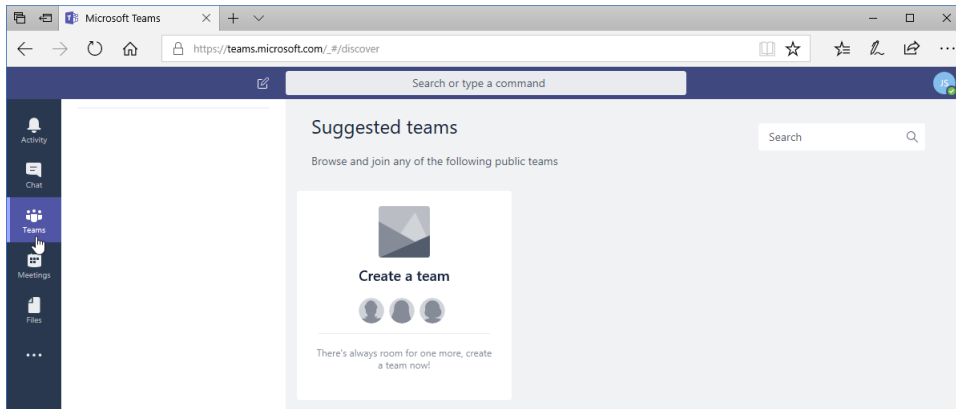 Microsoft Teams
https://teams.microsoft.com/_#/discover
Search or type a command
JS
Activity
Chat
Teams
Meetings
Files
Suggested teams
Search
Browse and join any of the following public teams
Create a team
There's always room for one more, create
a team now!